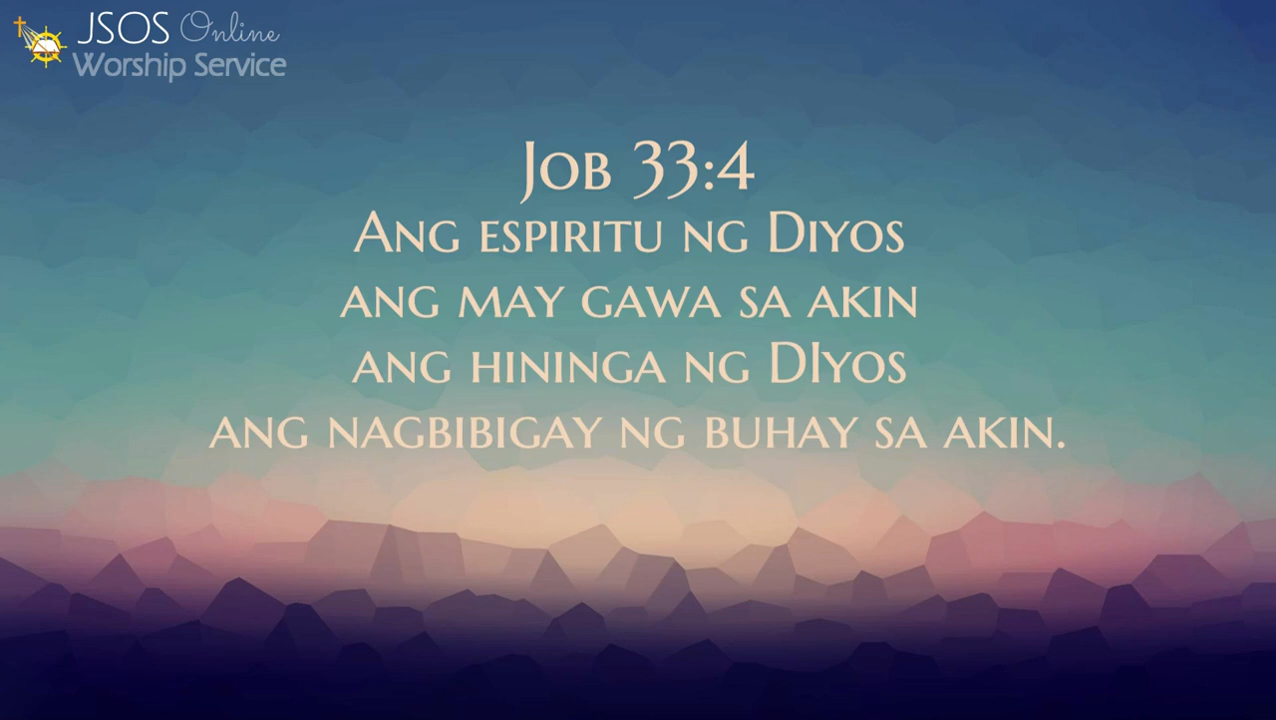 JSOS Online
Worship Service
Job 33:4
Ang espiritu ng Diyos
ang may gawa sa akin
ang hininga ng DIyos
ang nagbibigay ng buhay sa akin.